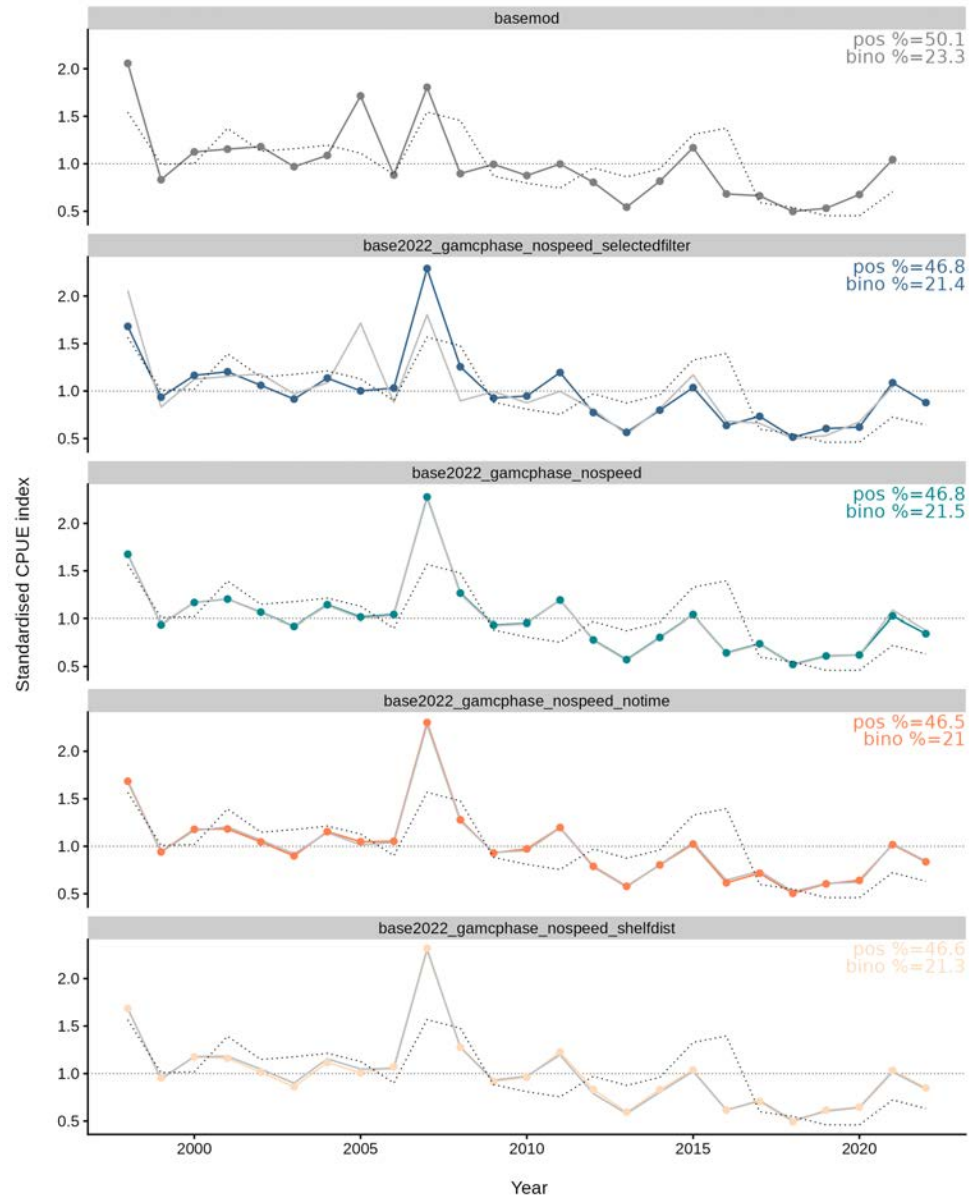 basemod
pos %=50.1
bino %=23.3
2.0
1.5
1.0
0.5
base2022_gamcphase_nospeed_selectedfilter
pos %=46.8
bino %=21.4
2.0
1.5
1.0
0.5
base2022_gamcphase_nospeed
pos %=46.8
bino %=21.5
2.0
1.5
1.0
0.5
base2022_gamcphase_nospeed_notime
pos %=46.5
bino %=21
2.0
1.5
1.0
0.5
base2022_gamcphase_nospeed_shelfdist
pos %=46.6
bino %=21.3
2.0
1.5
1.0
0.5
Standardised CPUE index
2000 2005 2010 2015 2020
Year